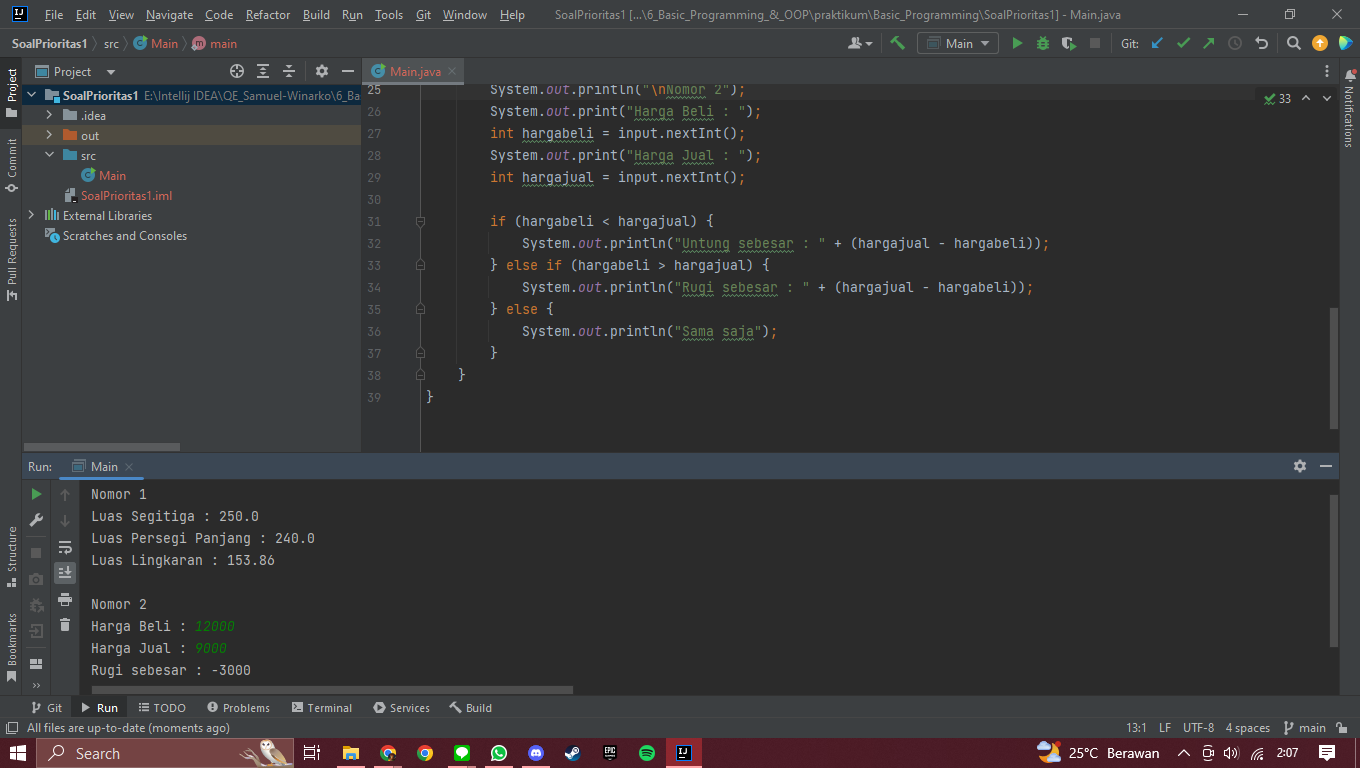 File Edit View Navigate Code Refactor Build Run Tools Git Window Help SoalPrioritas1 [...\6_Basic_Programming_&_OOP\praktikum\Basic_Programming\SoalPrioritas1] - Main.java
SoalPrioritas1 src Main main
Main Git:
Project
Main.java
Project
Commit
Pull Requests
Structure
Bookmarks
SoalPrioritas1 E:\Intellij IDEA\QE_Samuel-Winarko\6_Ba
.idea
out
src
Main
SoalPrioritas1.iml
External Libraries
Scratches and Consoles
33
Notifications
25 System.out.println("\nNomor 2");
26 System.out.print("Harga Beli : ");
27 int hargabeli = input.nextInt();
28 System.out.print("Harga Jual : ");
29 int hargajual = input.nextInt();
30
31 if (hargabeli < hargajual) {
32 System.out.println("Untung sebesar : " + (hargajual - hargabeli));
33 } else if (hargabeli > hargajual) {
34 System.out.println("Rugi sebesar : " + (hargajual - hargabeli));
35 } else {
36 System.out.println("Sama saja");
37 }
38 }
39 }
Run: Main
Nomor 1
Luas Segitiga : 250.0
Luas Persegi Panjang : 240.0
Luas Lingkaran : 153.86
Nomor 2
Harga Beli : 12000
Harga Jual : 9000
Rugi sebesar : -3000
Git Run TODO Problems Terminal Services Build
All files are up-to-date (moments ago) 13:1 LF UTF-8 4 spaces main
Search 25°C Berawan 2:07